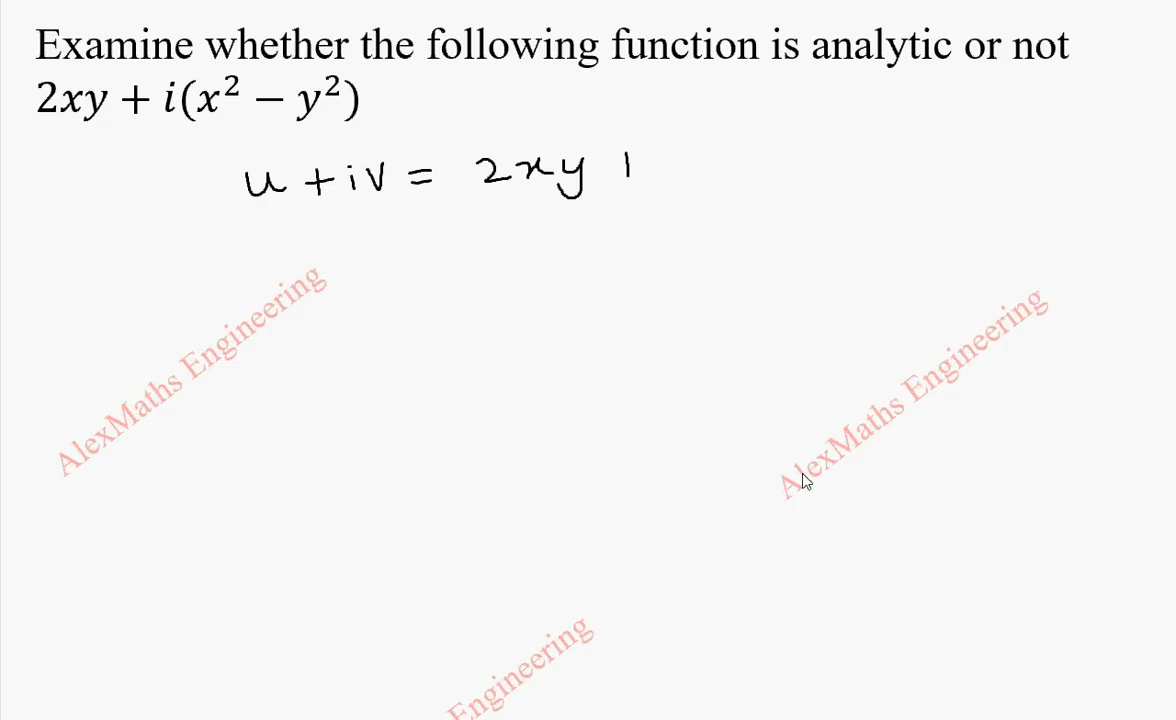 Examine whether the following function is analytic or not
2xy + i(x² − y²)
u + iv = 2xy |
AlexMaths Engineering
AlexMaths Engineering
Engineering